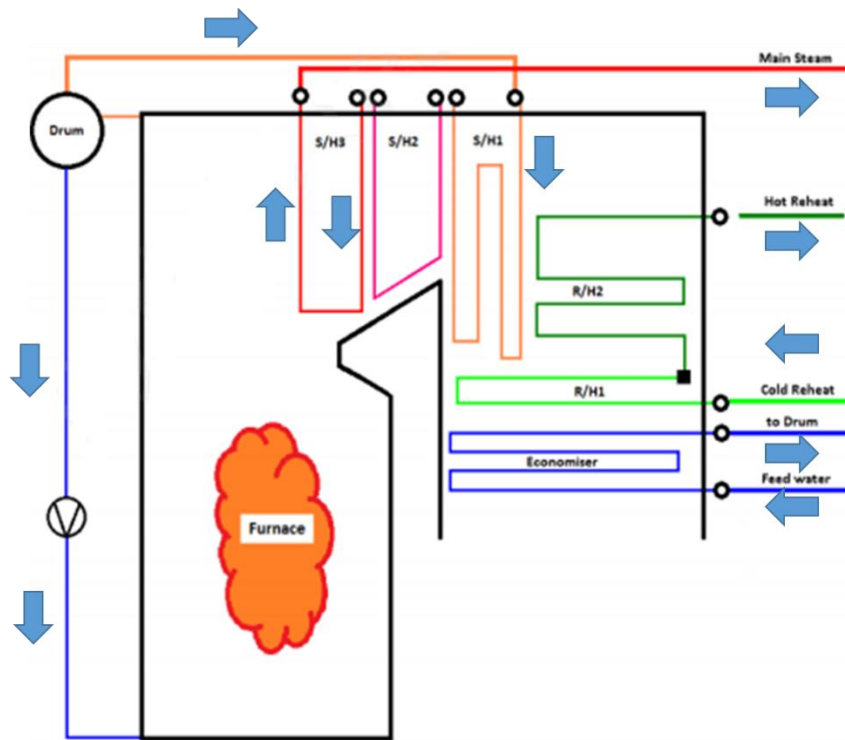 Main Steam
Drum
S/H3
S/H2
S/H1
Hot Reheat
R/H2
R/H1
Cold Reheat
to Drum
Economiser
Feed water
Furnace